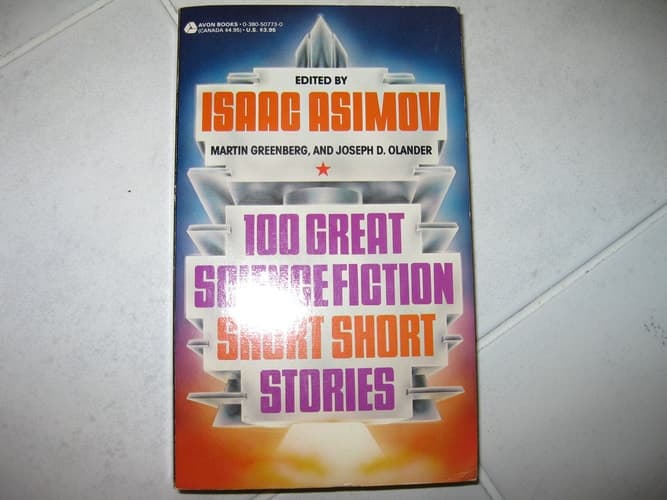 AVON BOOKS • 0-380-50773-0
(CANADA $4.95) • U.S. $3.95
EDITED BY
ISAAC ASIMOV
MARTIN GREENBERG, AND JOSEPH D. OLANDER
100 GREAT
SCIENCE FICTION
SHORT SHORT
STORIES